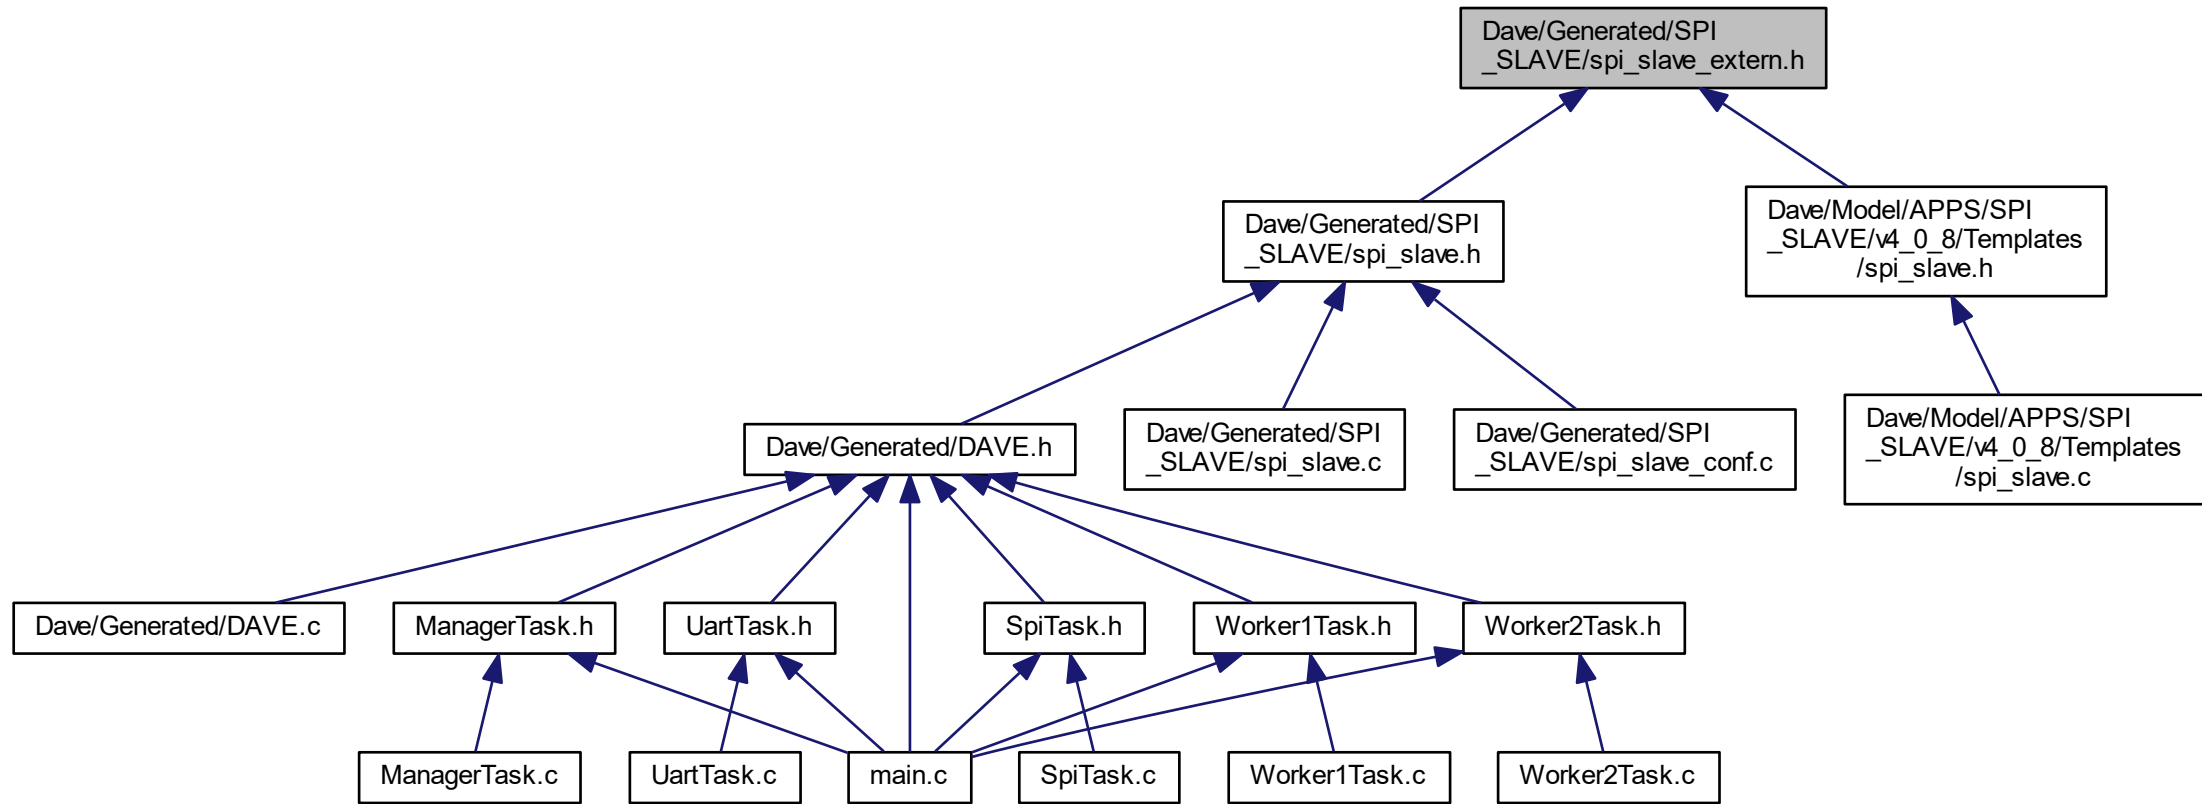 Dave/Generated/SPI
_SLAVE/spi_slave_extern.h
Dave/Generated/SPI
_SLAVE/spi_slave.h
Dave/Model/APPS/SPI
_SLAVE/v4_0_8/Templates
/spi_slave.h
Dave/Generated/DAVE.h
Dave/Generated/SPI
_SLAVE/spi_slave.c
Dave/Generated/SPI
_SLAVE/spi_slave_conf.c
Dave/Model/APPS/SPI
_SLAVE/v4_0_8/Templates
/spi_slave.c
Dave/Generated/DAVE.c
ManagerTask.h
UartTask.h
SpiTask.h
Worker1Task.h
Worker2Task.h
ManagerTask.c
UartTask.c
main.c
SpiTask.c
Worker1Task.c
Worker2Task.c